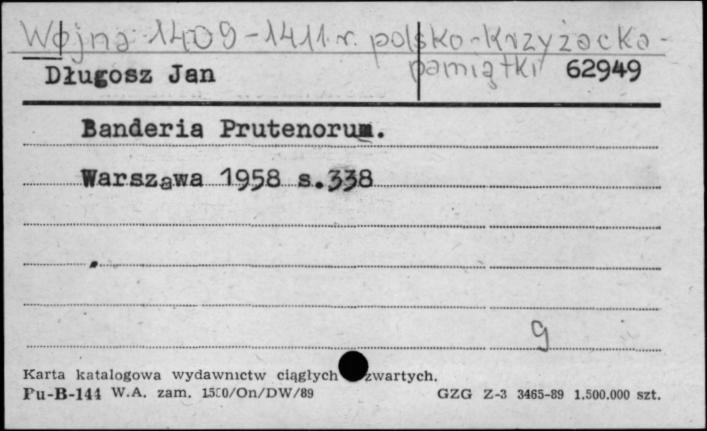 Wojna 1409-1411 r. polsko-krzyżacka-
pamiątki 62949
Długosz Jan
Banderia Prutenorum.
Warszawa 1958 s.338
g
Karta katalogowa wydawnictw ciągłych zwartych.
Pu-B-144 W.A. zam. 1500/On/DW/89 GZG Z-3 3465-89 1.500.000 szt.